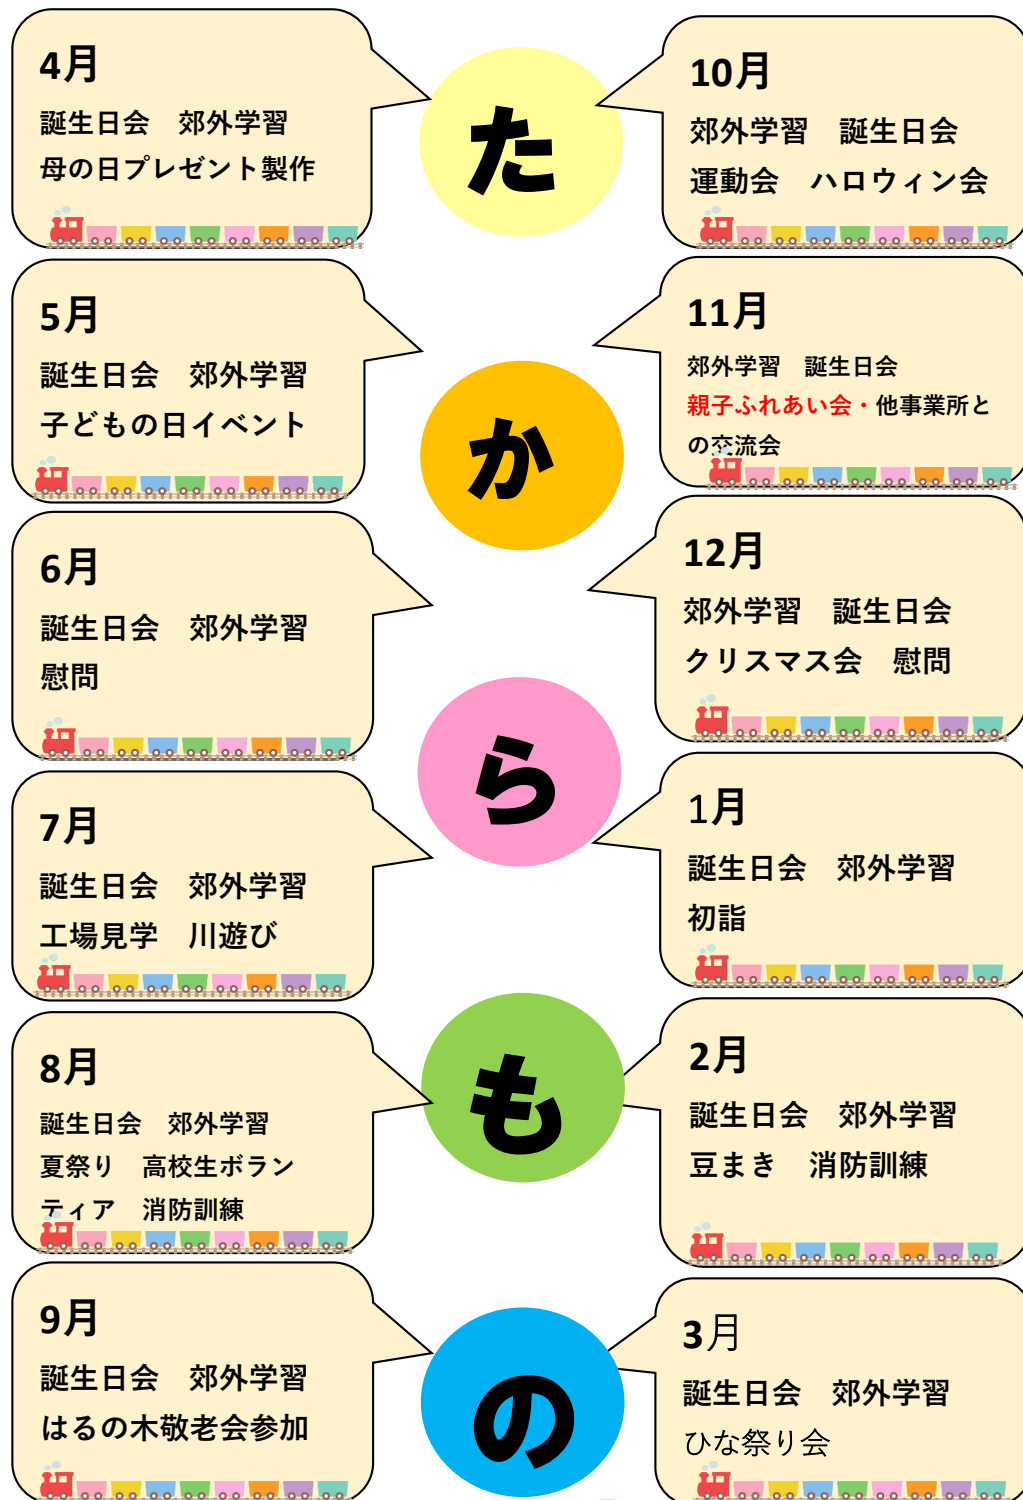 4月
誕生日会　郊外学習
母の日プレゼント製作
5月
誕生日会　郊外学習
子どもの日イベント
6月
誕生日会　郊外学習
慰問
7月
誕生日会　郊外学習
工場見学　川遊び
8月
誕生日会　郊外学習
夏祭り　高校生ボラン
ティア　消防訓練
9月
誕生日会　郊外学習
はるの木敬老会参加
た
か
ら
も
の
10月
郊外学習　誕生日会
運動会　ハロウィン会
11月
郊外学習　誕生日会
親子ふれあい会・他事業所と
の交流会
12月
郊外学習　誕生日会
クリスマス会　慰問
1月
誕生日会　郊外学習
初詣
2月
誕生日会　郊外学習
豆まき　消防訓練
3月
誕生日会　郊外学習
ひな祭り会